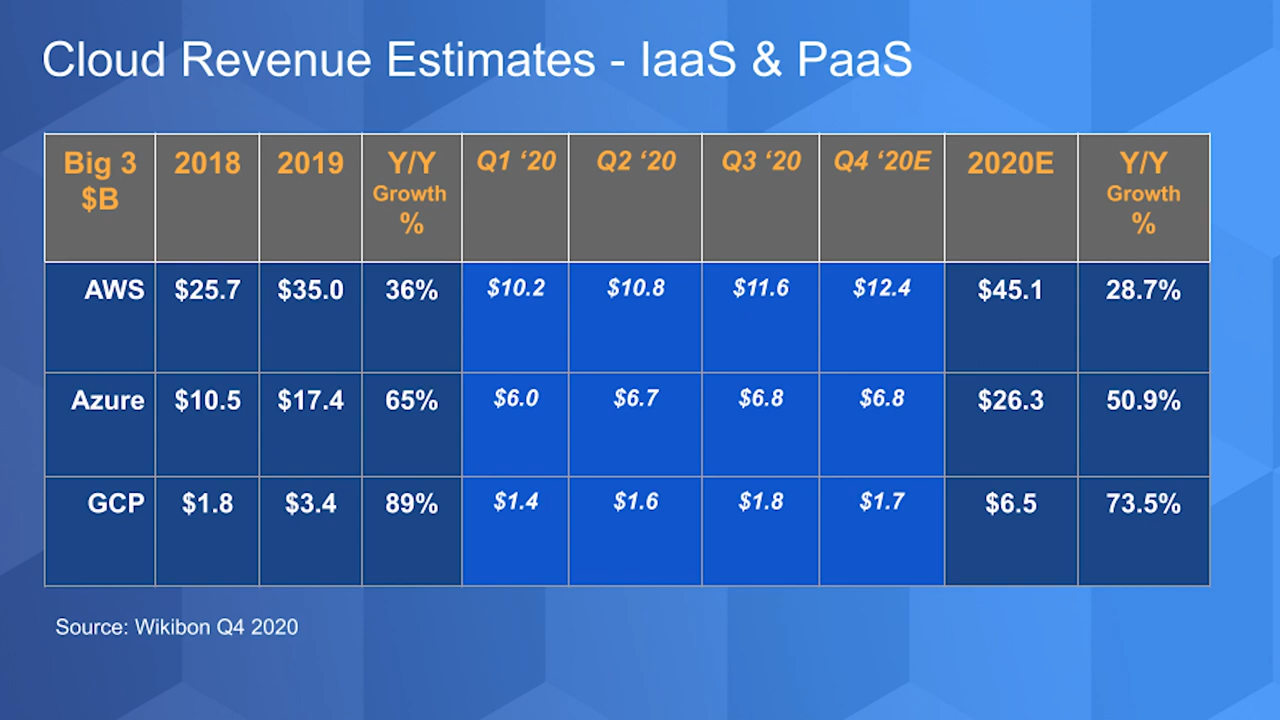 Cloud Revenue Estimates - IaaS & PaaS
Big 3 $B 2018 2019 Y/Y Growth % Q1 ‘20 Q2 ‘20 Q3 ‘20 Q4 ‘20E 2020E Y/Y Growth %
AWS $25.7 $35.0 36% $10.2 $10.8 $11.6 $12.4 $45.1 28.7%
Azure $10.5 $17.4 65% $6.0 $6.7 $6.8 $6.8 $26.3 50.9%
GCP $1.8 $3.4 89% $1.4 $1.6 $1.8 $1.7 $6.5 73.5%
Source: Wikibon Q4 2020